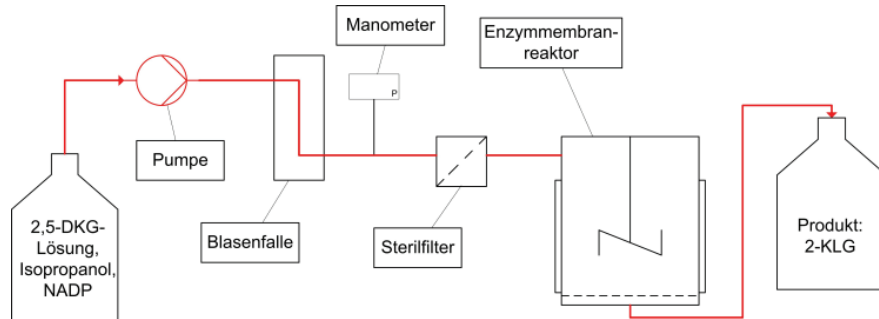 Manometer
Enzymmembran-
reaktor
P
Pumpe
2,5-DKG-
Lösung,
Isopropanol,
NADP
Blasenfalle
Sterilfilter
Produkt:
2-KLG